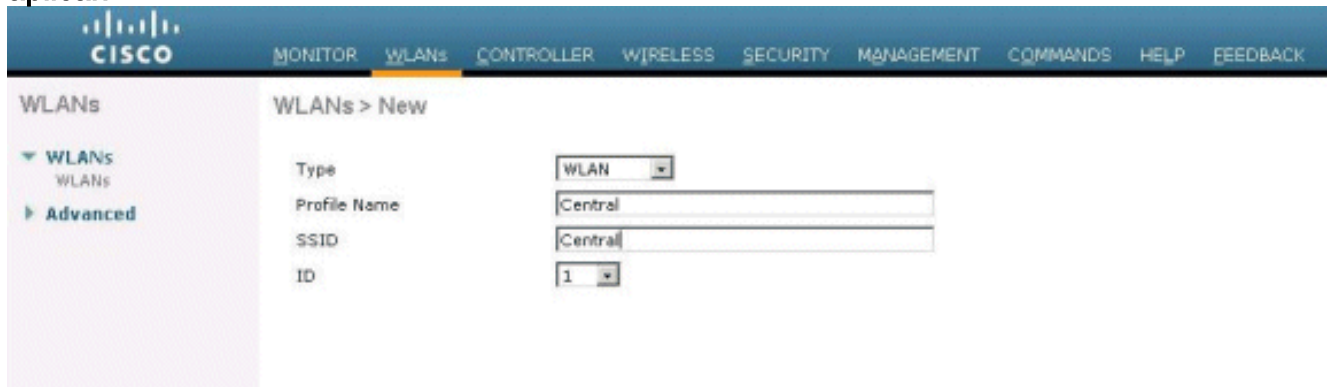 CISCO
MONITOR WLANs CONTROLLER WIRELESS SECURITY MANAGEMENT COMMANDS HELP FEEDBACK
WLANs
WLANs
WLANs
Advanced
WLANs > New
Type WLAN
Profile Name Central
SSID Central
ID 1